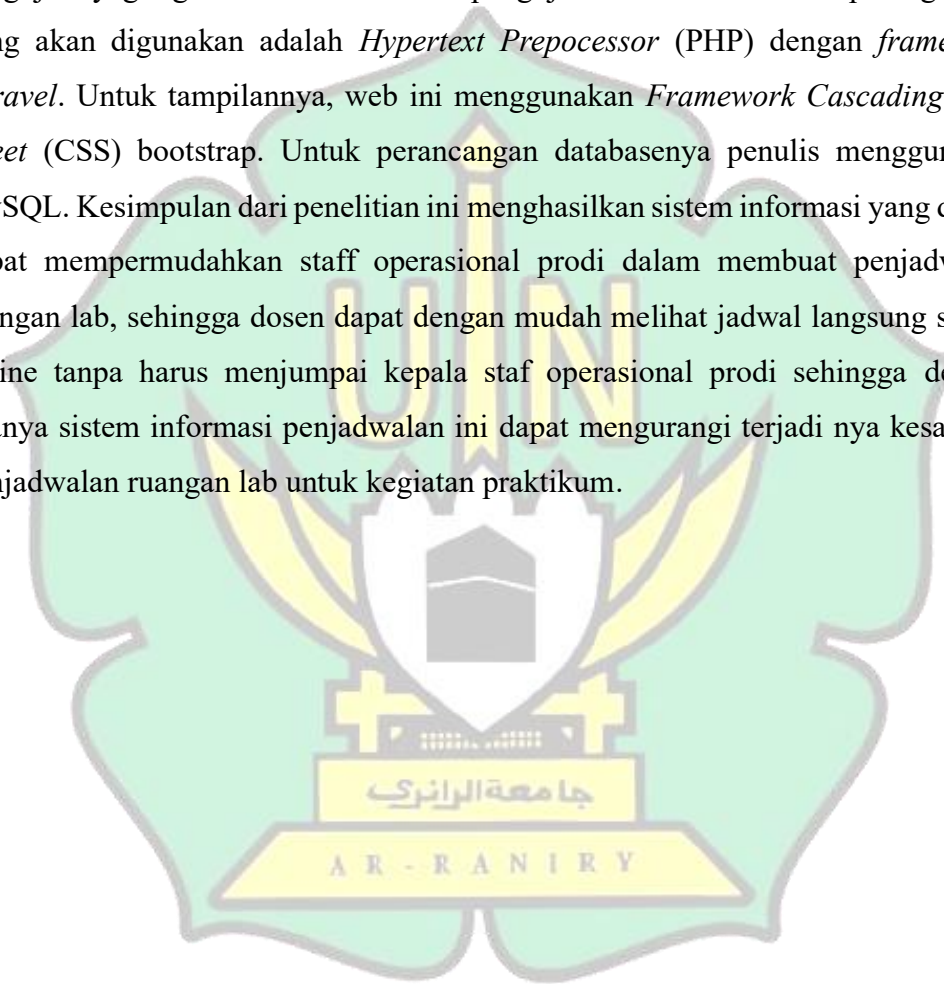 ng akan digunakan adalah Hypertext Prepocessor (PHP) dengan frame
ravel. Untuk tampilannya, web ini menggunakan Framework Cascading
eet (CSS) bootstrap. Untuk perancangan databasenya penulis menggun
ySQL. Kesimpulan dari penelitian ini menghasilkan sistem informasi yang d
pat mempermudahkan staff operasional prodi dalam membuat penjadw
ngan lab, sehingga dosen dapat dengan mudah melihat jadwal langsung s
ine tanpa harus menjumpai kepala staf operasional prodi sehingga de
anya sistem informasi penjadwalan ini dapat mengurangi terjadi nya kesa
njadwalan ruangan lab untuk kegiatan praktikum.
UIN
جامعة الرانري
AR-RANIRY